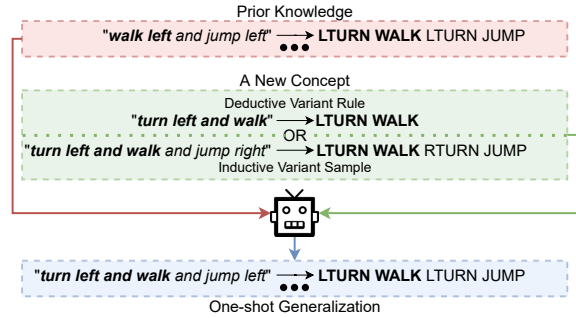 Prior Knowledge
"walk left and jump left" → LTURN WALK LTURN JUMP
•••
A New Concept
Deductive Variant Rule
"turn left and walk" → LTURN WALK
OR
"turn left and walk and jump right" → LTURN WALK RTURN JUMP
Inductive Variant Sample
"turn left and walk and jump left" → LTURN WALK LTURN JUMP
•••
One-shot Generalization